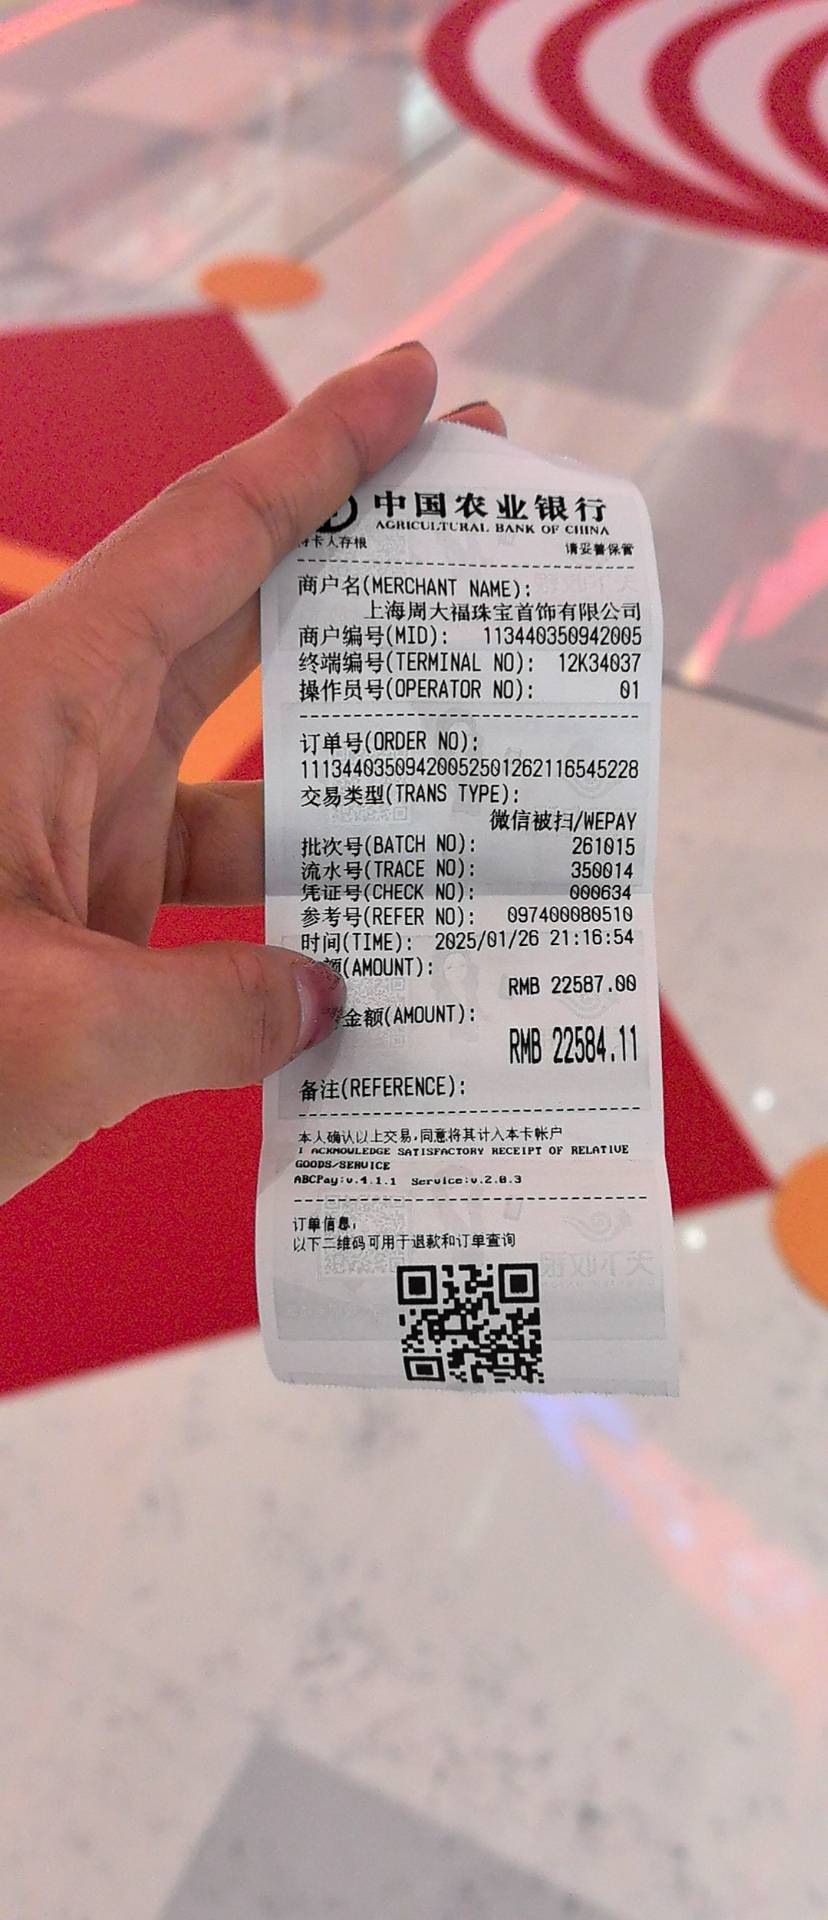 中国农业银行
AGRICULTURAL BANK OF CHINA
卡人存根 请妥善保管
商户名(MERCHANT NAME):
上海周大福珠宝首饰有限公司
商户编号(MID): 113440350942005
终端编号(TERMINAL NO): 12K34037
操作员号(OPERATOR NO): 01
订单号(ORDER NO):
11134403509420052501262116545228
交易类型(TRANS TYPE):
微信被扫/WEPAY
批次号(BATCH NO): 261015
流水号(TRACE NO): 350014
凭证号(CHECK NO): 000634
参考号(REFER NO): 097400080510
时间(TIME): 2025/01/26 21:16:54
额(AMOUNT):
RMB 22587.00
金额(AMOUNT):
RMB 22584.11
备注(REFERENCE):
本人确认以上交易,同意将其计入本卡帐户
I ACKNOWLEDGE SATISFACTORY RECEIPT OF RELATIVE
GOODS/SERVICE
ABCPay:v.4.1.1 Service:v.2.0.3
订单信息:
以下二维码可用于退款和订单查询